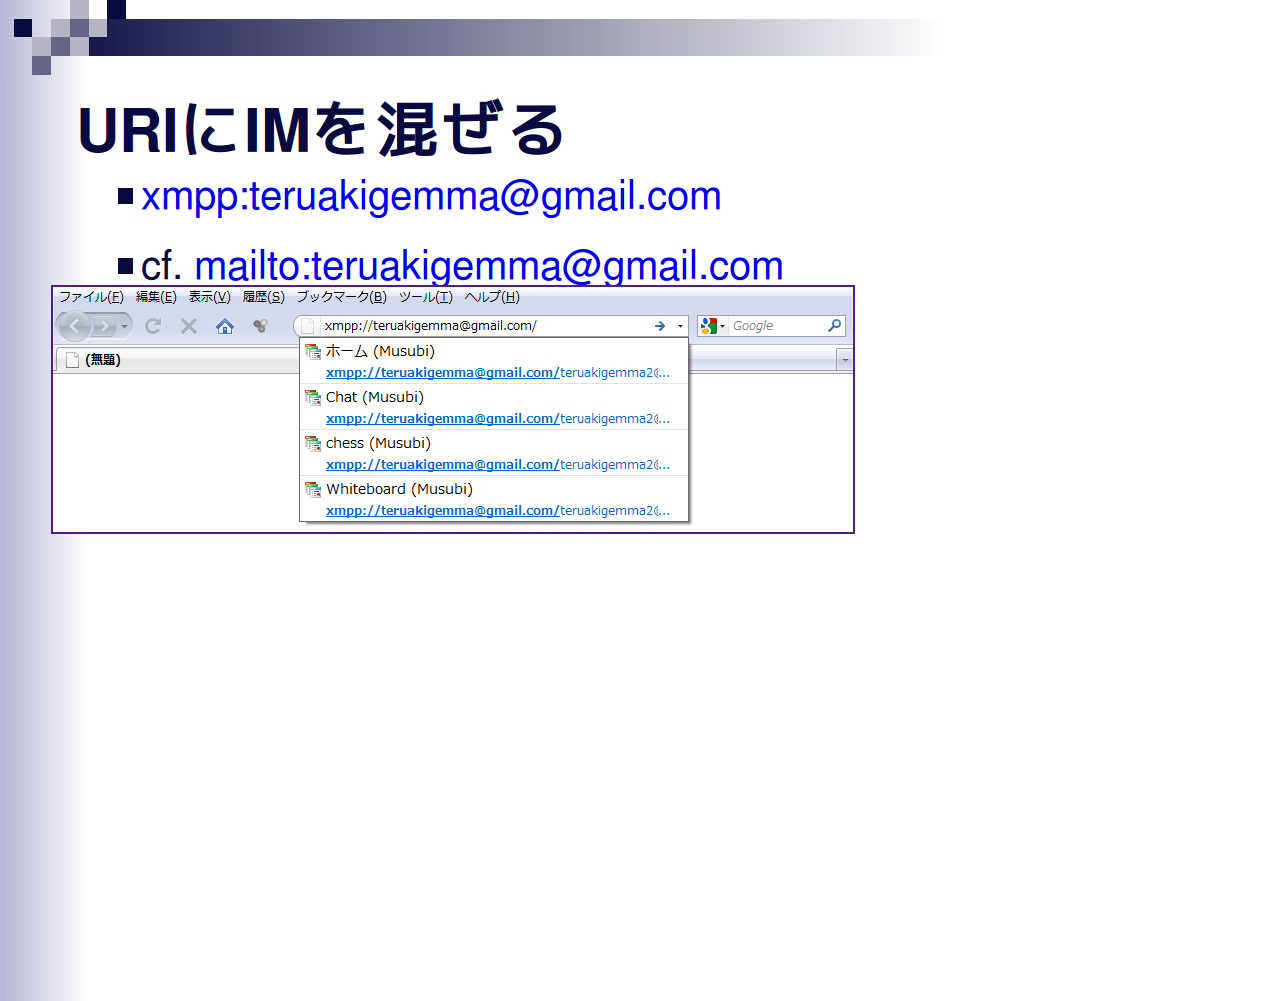 URIにIMを混ぜる
xmpp:teruakigemma@gmail.com
cf. mailto:teruakigemma@gmail.com
ファイル(F) 編集(E) 表示(V) 履歴(S) ブックマーク(B) ツール(T) ヘルプ(H)
xmpp://teruakigemma@gmail.com/
Google
(無題)
ホーム (Musubi)
xmpp://teruakigemma@gmail.com/teruakigemma2@...
Chat (Musubi)
xmpp://teruakigemma@gmail.com/teruakigemma2@...
chess (Musubi)
xmpp://teruakigemma@gmail.com/teruakigemma2@...
Whiteboard (Musubi)
xmpp://teruakigemma@gmail.com/teruakigemma2@...